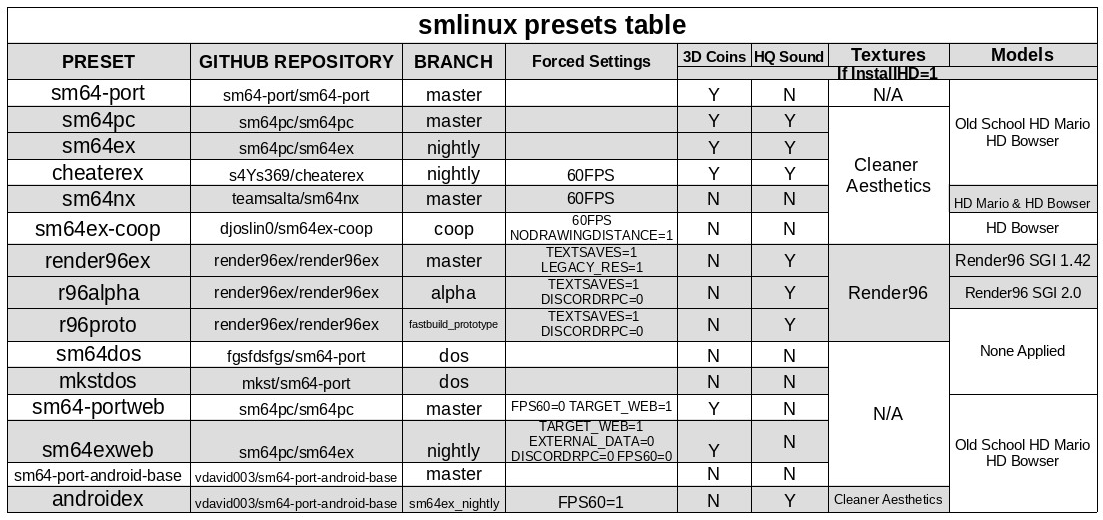 smlinux presets table
PRESET GITHUB REPOSITORY BRANCH Forced Settings 3D Coins HQ Sound Textures Models
If InstallHD=1
sm64-port sm64-port/sm64-port master Y N N/A
sm64pc sm64pc/sm64pc master Y Y
sm64ex sm64pc/sm64ex nightly Y Y
Old School HD Mario
HD Bowser
cheaterex s4Ys369/cheaterex nightly 60FPS Y Y
Cleaner
Aesthetics
sm64nx teamsalta/sm64nx master 60FPS N N HD Mario & HD Bowser
sm64ex-coop djoslin0/sm64ex-coop coop 60FPS
NODRAWINGDISTANCE=1 N N HD Bowser
render96ex render96ex/render96ex master TEXTSAVES=1
LEGACY_RES=1 N Y Render96 SGI 1.42
r96alpha render96ex/render96ex alpha TEXTSAVES=1
DISCORDRPC=0 N Y Render96 Render96 SGI 2.0
r96proto render96ex/render96ex fastbuild_prototype TEXTSAVES=1
DISCORDRPC=0 N Y
sm64dos fgsfdsfgs/sm64-port dos N N None Applied
mkstdos mkst/sm64-port dos N N
sm64-portweb sm64pc/sm64pc master FPS60=0 TARGET_WEB=1 Y N N/A
sm64exweb sm64pc/sm64ex nightly TARGET_WEB=1
EXTERNAL_DATA=0
DISCORDRPC=0 FPS60=0 Y N
Old School HD Mario
HD Bowser
sm64-port-android-base vdavid003/sm64-port-android-base master N N
androidex vdavid003/sm64-port-android-base sm64ex_nightly FPS60=1 N Y Cleaner Aesthetics